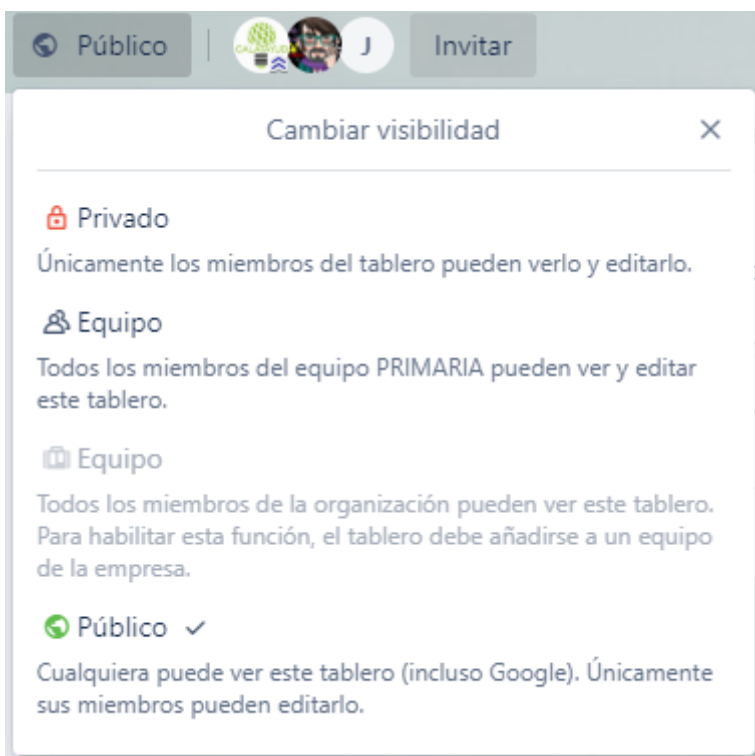 Público
J
Invitar
Cambiar visibilidad
Privado
Únicamente los miembros del tablero pueden verlo y editarlo.
Equipo
Todos los miembros del equipo PRIMARIA pueden ver y editar
este tablero.
Equipo
Todos los miembros de la organización pueden ver este tablero.
Para habilitar esta función, el tablero debe añadirse a un equipo
de la empresa.
Público
Cualquiera puede ver este tablero (incluso Google). Únicamente
sus miembros pueden editarlo.